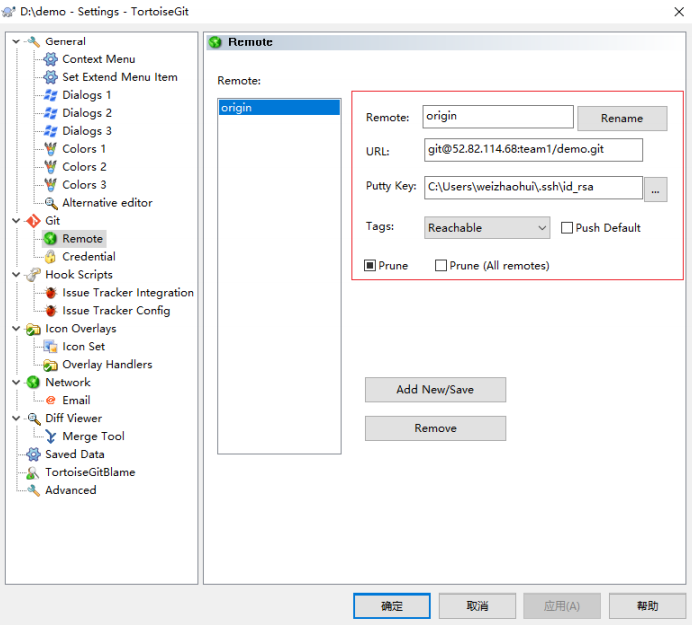 D:\demo - Settings - TortoiseGit
General
Context Menu
Set Extend Menu Item
Dialogs 1
Dialogs 2
Dialogs 3
Colors 1
Colors 2
Colors 3
Alternative editor
Git
Remote
Credential
Hook Scripts
Issue Tracker Integration
Issue Tracker Config
Icon Overlays
Icon Set
Overlay Handlers
Network
Email
Diff Viewer
Merge Tool
Saved Data
TortoiseGitBlame
Advanced
Remote
Remote:
origin
Remote: origin Rename
URL: git@52.82.114.68:team1/demo.git
Putty Key: C:\Users\weizhaohui\.ssh\id_rsa ...
Tags: Reachable Push Default
Prune Prune (All remotes)
Add New/Save
Remove
确定 取消 应用(A) 帮助